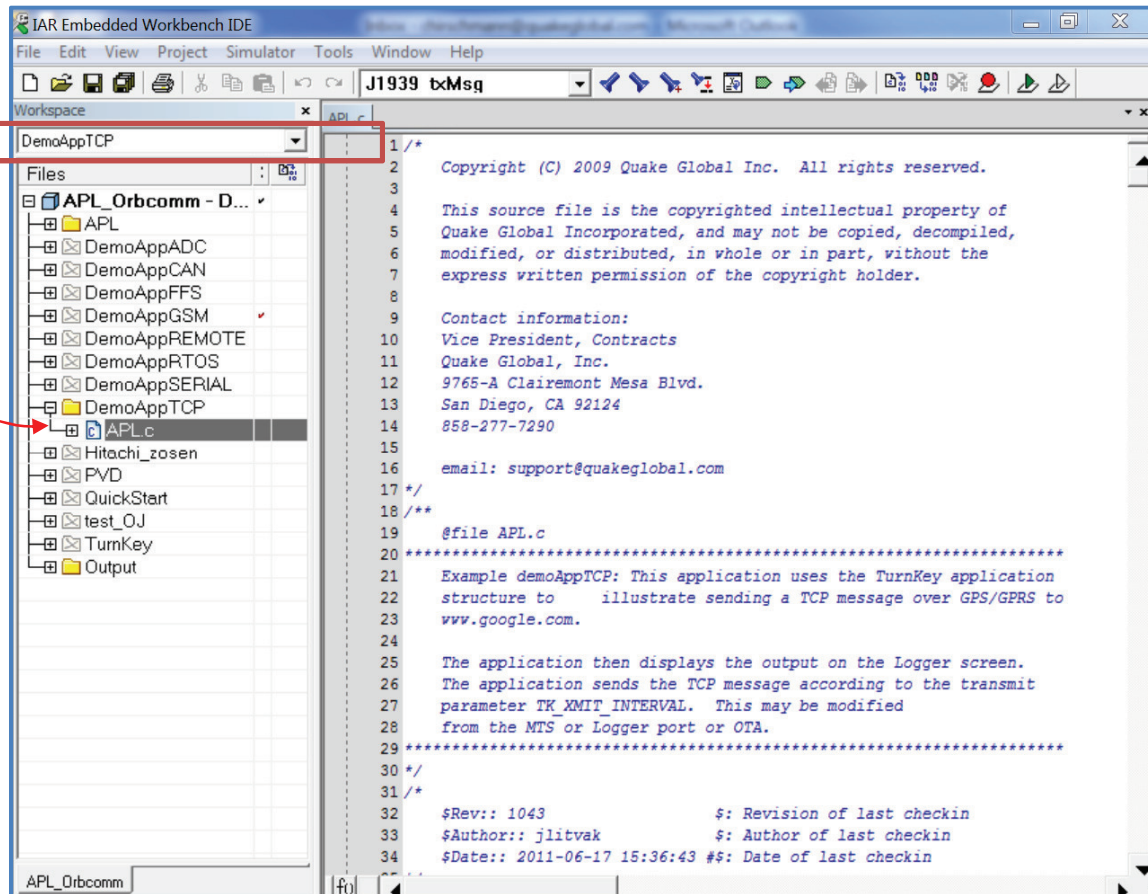 IAR Embedded Workbench IDE
File Edit View Project Simulator Tools Window Help
J1939 txMsg
Workspace
DemoAppTCP
Files
APL_Orbcomm - D...
APL
DemoAppADC
DemoAppCAN
DemoAppFFS
DemoAppGSM
DemoAppREMOTE
DemoAppRTOS
DemoAppSERIAL
DemoAppTCP
APL.c
Hitachi_zosen
PVD
QuickStart
test_OJ
TurnKey
Output
APL_Orbcomm
APL.c
1 /*
2 Copyright (C) 2009 Quake Global Inc. All rights reserved.
3
4 This source file is the copyrighted intellectual property of
5 Quake Global Incorporated, and may not be copied, decompiled,
6 modified, or distributed, in whole or in part, without the
7 express written permission of the copyright holder.
8
9 Contact information:
10 Vice President, Contracts
11 Quake Global, Inc.
12 9765-A Clairemont Mesa Blvd.
13 San Diego, CA 92124
14 858-277-7290
15
16 email: support@quakeglobal.com
17 */
18 /**
19 @file APL.c
20 ***********************************************************************
21 Example demoAppTCP: This application uses the TurnKey application
22 structure to illustrate sending a TCP message over GPS/GPRS to
23 www.google.com.
24
25 The application then displays the output on the Logger screen.
26 The application sends the TCP message according to the transmit
27 parameter TK_XMIT_INTERVAL. This may be modified
28 from the MTS or Logger port or OTA.
29 ***********************************************************************
30 */
31 /*
32 $Rev:: 1043 $: Revision of last checkin
33 $Author:: jlitvak $: Author of last checkin
34 $Date:: 2011-06-17 15:36:43 #$: Date of last checkin
f()